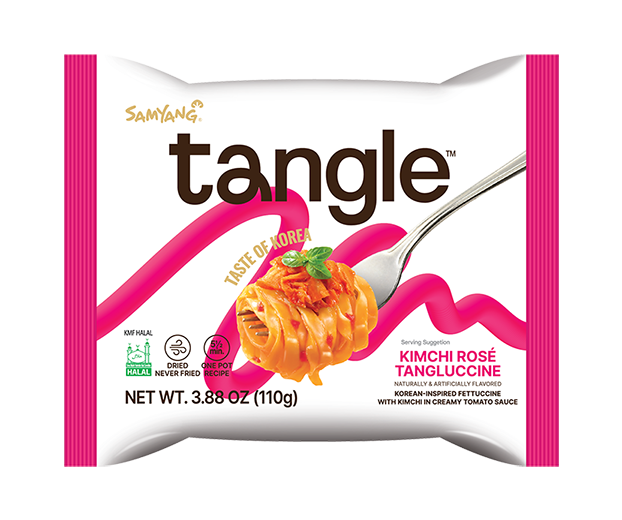 SAMYANG®
tangle™
TASTE OF KOREA
KMF HALAL
HALAL
DRIED
NEVER FRIED
5½
min.
ONE POT
RECIPE
NET WT. 3.88 OZ (110g)
Serving Suggetion
KIMCHI ROSÉ
TANGLUCCINE
NATURALLY & ARTIFICIALLY FLAVORED
KOREAN-INSPIRED FETTUCCINE
WITH KIMCHI IN CREAMY TOMATO SAUCE